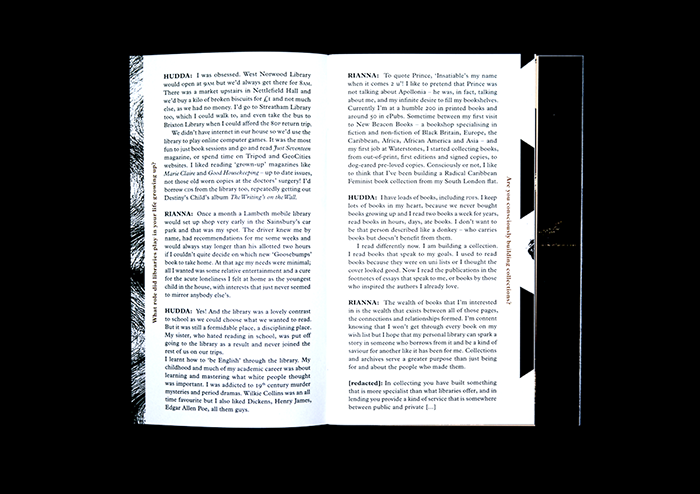 What role did libraries play in your life growing up?
HUDDA: I was obsessed. West Norwood Library
would open at 9AM but we'd always get there for 8AM.
There was a market upstairs in Nettlefield Hall and
we'd buy a kilo of broken biscuits for £1 and not much
else, as we had no money. I'd go to Streatham Library
too, which I could walk to, and even take the bus to
Brixton Library when I could afford the 80P return trip.
We didn't have internet in our house so we'd use the
library to play online computer games. It was the most
fun to just book sessions and go and read Just Seventeen
magazine, or spend time on Tripod and GeoCities
websites. I liked reading 'grown-up' magazines like
Marie Claire and Good Housekeeping – up to date issues,
not those old worn copies at the doctors' surgery! I'd
borrow CDs from the library too, repeatedly getting out
Destiny's Child's album The Writing's on the Wall.
RIANNA: Once a month a Lambeth mobile library
would set up shop very early in the Sainsbury's car
park and that was my spot. The driver knew me by
name, had recommendations for me some weeks and
would always stay longer than his allotted two hours
if I couldn't quite decide on which new 'Goosebumps'
book to take home. At that age my needs were minimal;
all I wanted was some relative entertainment and a cure
for the acute loneliness I felt at home as the youngest
child in the house, with interests that just never seemed
to mirror anybody else's.
HUDDA: Yes! And the library was a lovely contrast
to school as we could choose what we wanted to read.
But it was still a formidable place, a disciplining place.
My sister, who hated reading in school, was put off
going to the library as a result and never joined the
rest of us on our trips.
I learnt how to 'be English' through the library. My
childhood and much of my academic career was about
learning and mastering what white people thought
was important. I was addicted to 19th century murder
mysteries and period dramas. Wilkie Collins was an all
time favourite but I also liked Dickens, Henry James,
Edgar Allen Poe, all them guys.
RIANNA: To quote Prince, 'Insatiable's my name
when it comes 2 u'! I like to pretend that Prince was
not talking about Apollonia – he was, in fact, talking
about me, and my infinite desire to fill my bookshelves.
Currently I'm at a humble 200 in printed books and
around 50 in ePubs. Sometime between my first visit
to New Beacon Books – a bookshop specialising in
fiction and non-fiction of Black Britain, Europe, the
Caribbean, Africa, African America and Asia – and
my first job at Waterstones, I started collecting books,
from out-of-print, first editions and signed copies, to
dog-eared pre-loved copies. Consciously or not, I like
to think that I've been building a Radical Caribbean
Feminist book collection from my South London flat.
HUDDA: I have loads of books, including PDFs. I keep
lots of books in my heart, because we never bought
books growing up and I read two books a week for years,
read books in hours, days, ate books. I don't want to
be that person described like a donkey – who carries
books but doesn't benefit from them.
I read differently now. I am building a collection.
I read books that speak to my goals. I used to read
books because they were on uni lists or I thought the
cover looked good. Now I read the publications in the
footnotes of essays that speak to me, or books by those
who inspired the authors I already love.
RIANNA: The wealth of books that I'm interested
in is the wealth that exists between all of those pages,
the connections and relationships formed. I'm content
knowing that I won't get through every book on my
wish list but I hope that my personal library can spark a
story in someone who borrows from it and be a kind of
saviour for another like it has been for me. Collections
and archives serve a greater purpose than just being
for and about the people who made them.
[redacted]: In collecting you have built something
that is more specialist than what libraries offer, and in
lending you provide a kind of service that is somewhere
between public and private [...]
Are you consciously building collections?